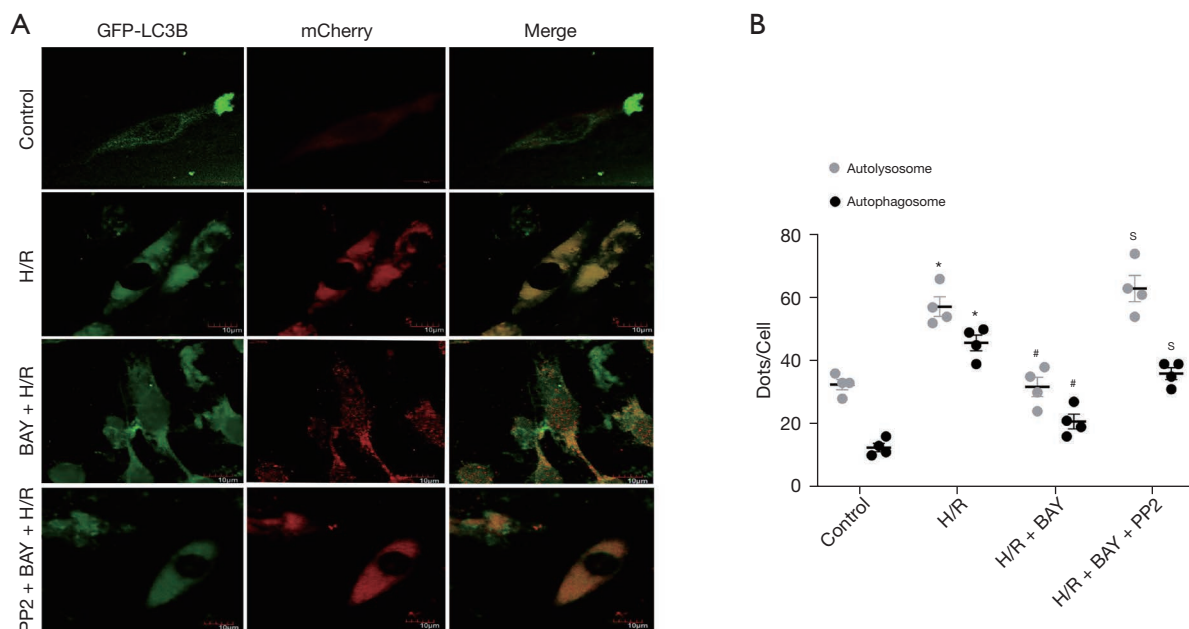 A
GFP-LC3B
mCherry
Merge
Control
H/R
10μm
10μm
10μm
BAY + H/R
10μm
10μm
10μm
PP2 + BAY + H/R
10μm
10μm
10μm
B
Autolysosome
Autophagosome
Dots/Cell
80
60
40
20
0
*
*
#
#
S
S
Control
H/R
H/R + BAY
H/R + BAY + PP2